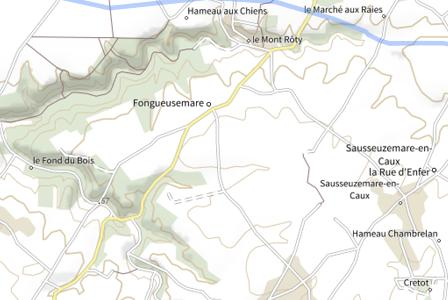 Hameau aux Chiens
le Marché aux Raies
le Mont Rôty
Fongueusemare
Sausseuzemare-en-
Caux
la Rue d'Enfer
le Fond du Bois
Sausseuzemare-en-
Caux
67
Hameau Chambrelan
Cretot